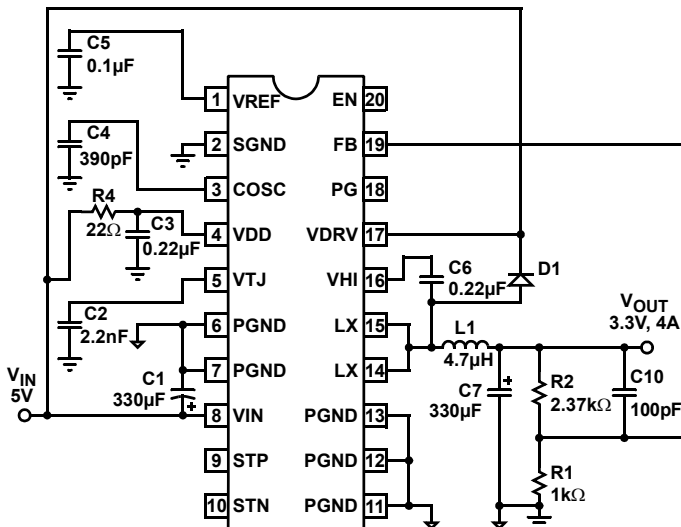 C5
0.1µF
1 VREF
EN 20
C4
390pF
2 SGND
FB 19
3 COSC
PG 18
R4
22Ω
C3
0.22µF
4 VDD
VDRV 17
5 VTJ
VHI 16
C6
0.22µF
D1
C2
2.2nF
6 PGND
LX 15
L1
4.7µH
VOUT
3.3V, 4A
7 PGND
LX 14
VIN
5V
C1
330µF
+
8 VIN
PGND 13
C7
330µF
+
R2
2.37kΩ
C10
100pF
9 STP
PGND 12
R1
1kΩ
10 STN
PGND 11